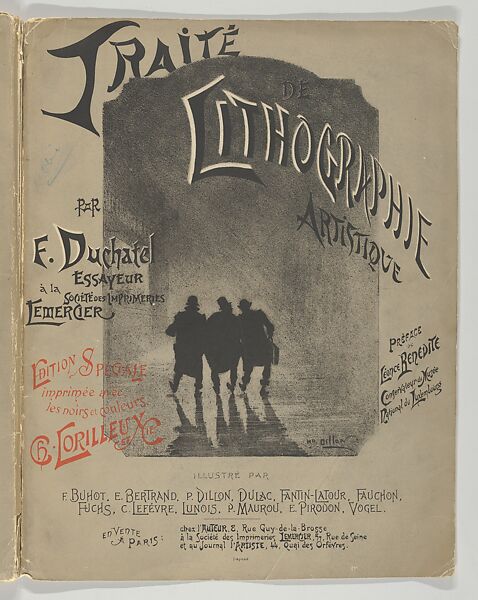 TRAITÉ
DE
LITHOGRAPHIE
ARTISTIQUE
PAR
E. Duchatel
ESSAYEUR
à la SOCIÉTÉ DES IMPRIMERIES
LEMERCIER
EDITION SPÉCIALE
imprimée avec
les noirs et couleurs
CH. LORILLEUX et Cie
PRÉFACE
de
LÉONCE BÉNÉDITE
Conservateur du Musée
National du Luxembourg
ILLUSTRÉ PAR
F. BUHOT, E. BERTRAND, P. DILLON, DULAC, FANTIN-LATOUR, FAUCHON,
FUCHS, C. LEFÉVRE, LUNOIS, P. MAUROU, E. PIRODON, VOGEL.
EN VENTE
A PARIS:
chez l'AUTEUR, 8, Rue Guy-de-la-Brosse
à la Société des Imprimeries LEMERCIER, 57, Rue de Seine
et au Journal l'ARTISTE, 44, Quai des Orfèvres.